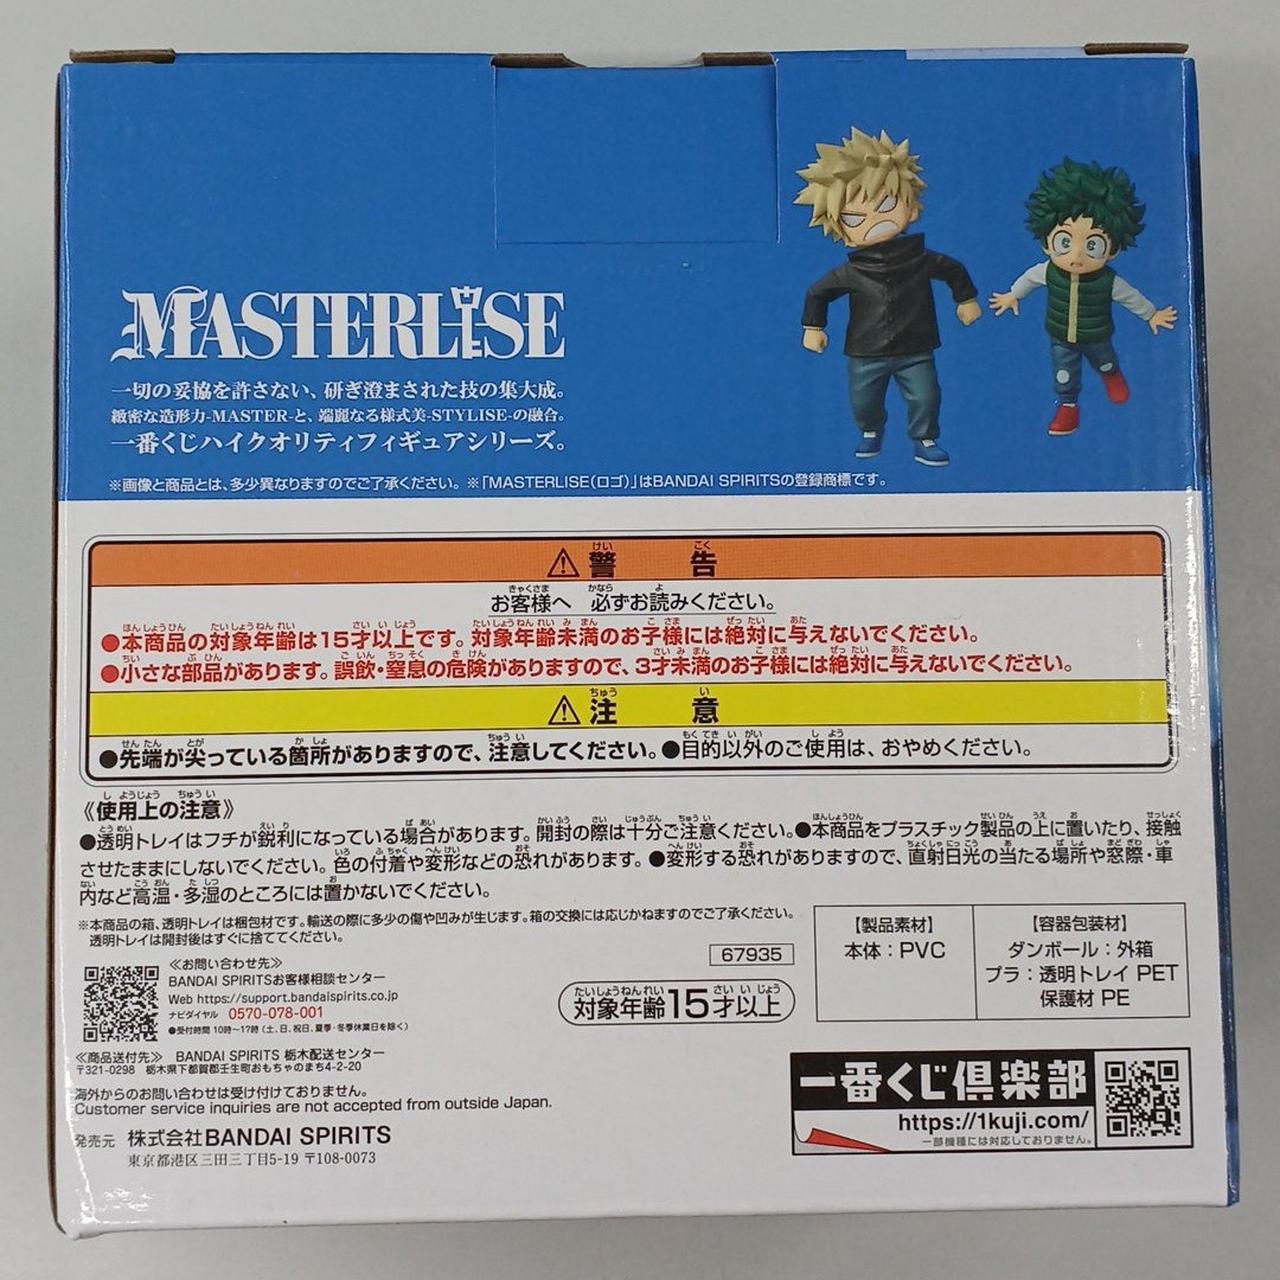 MASTERLISE
一切の妥協を許さない、研ぎ澄まされた技の集大成。
緻密な造形力-MASTER-と、端麗なる様式美-STYLISE-の融合。
一番くじハイクオリティフィギュアシリーズ。
※画像と商品とは、多少異なりますのでご了承ください。※「MASTERLISE(ロゴ)」はBANDAI SPIRITSの登録商標です。
⚠警告
お客様へ 必ずお読みください。
●本商品の対象年齢は15才以上です。対象年齢未満のお子様には絶対に与えないでください。
●小さな部品があります。誤飲・窒息の危険がありますので、3才未満のお子様には絶対に与えないでください。
⚠注意
●先端が尖っている箇所がありますので、注意してください。●目的以外のご使用は、おやめください。
《使用上の注意》
●透明トレイはフチが鋭利になっている場合があります。開封の際は十分ご注意ください。●本商品をプラスチック製品の上に置いたり、接触
させたままにしないでください。色の付着や変形などの恐れがあります。●変形する恐れがありますので、直射日光の当たる場所や窓際・車
内など高温・多湿のところには置かないでください。
※本商品の箱、透明トレイは梱包材です。輸送の際に多少の傷や凹みが生じます。箱の交換には応じかねますのでご了承ください。
透明トレイは開封後はすぐに捨ててください。
67935
対象年齢15才以上
【製品素材】
本体:PVC
【容器包装材】
ダンボール:外箱
プラ:透明トレイ PET
保護材 PE
《お問い合わせ先》
BANDAI SPIRITSお客様相談センター
Web https://support.bandaispirits.co.jp
ナビダイヤル 0570-078-001
●受付時間 10時〜17時(土、日、祝日、夏季・冬季休業日を除く)
《商品送付先》 BANDAI SPIRITS 栃木配送センター
〒321-0298 栃木県下都賀郡壬生町おもちゃのまち4-2-20
海外からのお問い合わせは受け付けておりません。
Customer service inquiries are not accepted from outside Japan.
発売元 株式会社BANDAI SPIRITS
東京都港区三田三丁目5-19 〒108-0073
一番くじ倶楽部
https://1kuji.com/
一部機種には対応しておりません。